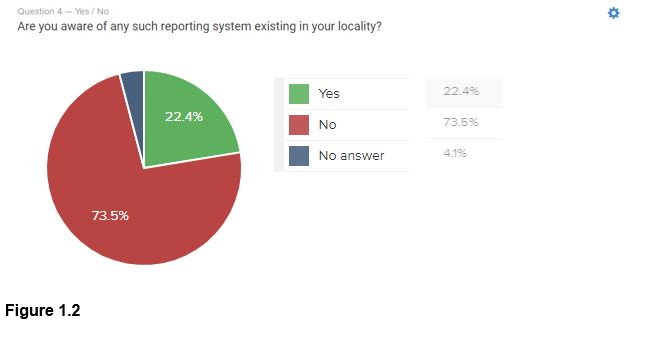 Question 4 — Yes / No
Are you aware of any such reporting system existing in your locality?
22.4%
73.5%
Yes 22.4%
No 73.5%
No answer 4.1%
Figure 1.2